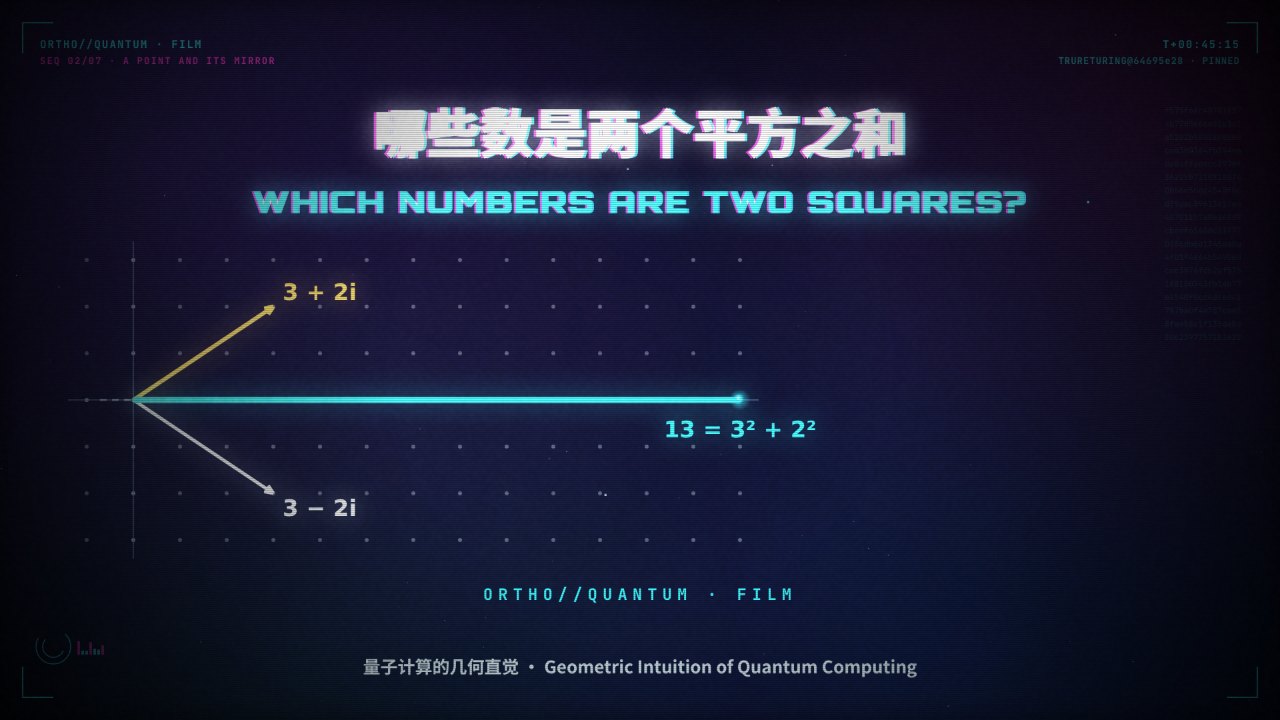 ORTHO//QUANTUM · FILM
SEQ 02/07 · A POINT AND ITS MIRROR
T+00:45:15
TRURETURING@64695e28 · PINNED
哪些数是两个平方之和
WHICH NUMBERS ARE TWO SQUARES?
3 + 2i
13 = 3² + 2²
3 − 2i
ORTHO//QUANTUM · FILM
量子计算的几何直觉 • Geometric Intuition of Quantum Computing